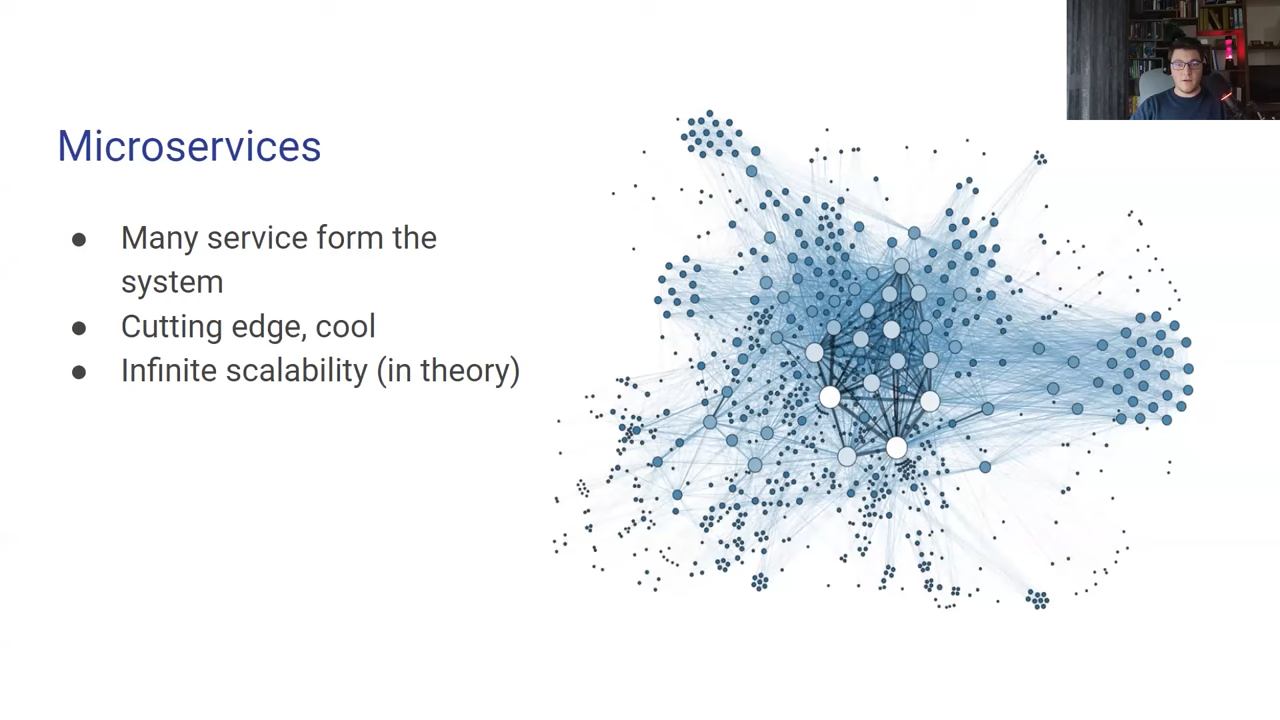 Microservices
● Many service form the
system
● Cutting edge, cool
● Infinite scalability (in theory)